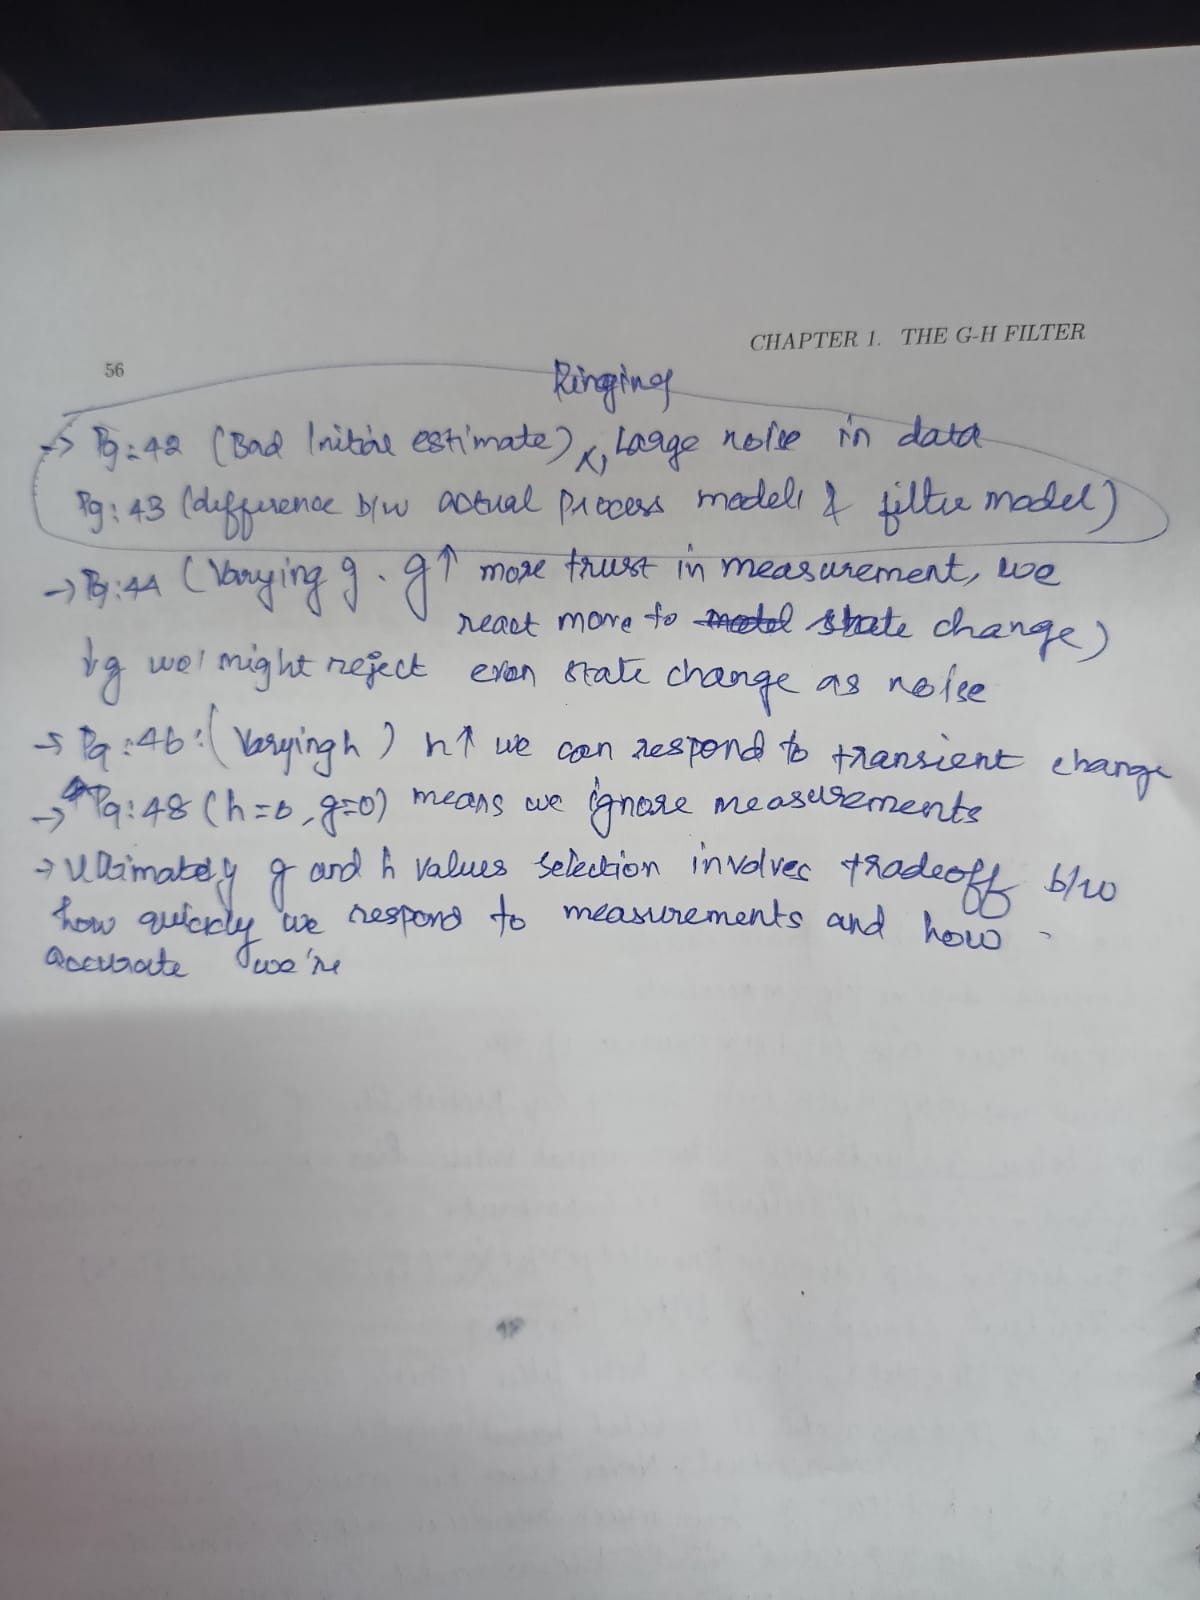 56
CHAPTER 1. THE G-H FILTER
Ringing
→ Pg: 42 (Bad Initial estimate), Large noise in data
Pg: 43 (difference b/w actual process model & filter model)
→ Pg: 44 (Varying g. g↑ more trust in measurement, we
react more to model state change)
↓g we might reject even state change as noise
→ Pg: 46: (Varying h) h↑ we can respond to transient change
→ Pg: 48 (h=0, g=0) means we ignore measurements
→ Ultimately g and h values selection involves tradeoff b/w
how quickly we respond to measurements and how
accurate we're